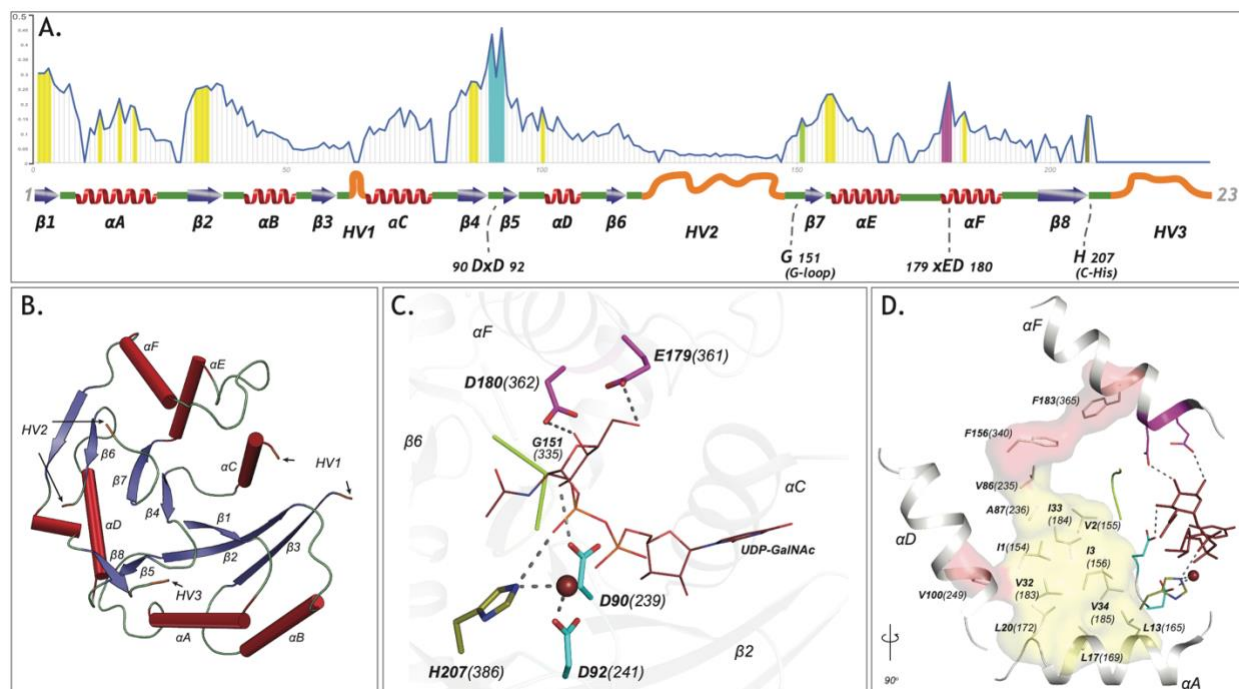 A.
0.5
0.45
0.4
0.35
0.3
0.25
0.2
0.15
0.1
0.05
0
50 100 150 200
1 23
β1 αA β2 αB β3 HV1 αC β4 β5 αD β6 HV2 β7 αE αF β8 HV3
90 DxD 92
G 151
(G-loop)
179 xED 180
H 207
(C-His)
B.
αF
αE
HV2
β6
αC
HV1
β7
αD
β4
β1
β2
β3
β8
β5
HV3
αA
αB
C.
αF
E179(361)
D180(362)
β6
G151
(335)
αC
UDP-GalNAc
D90(239)
H207(386)
D92(241)
β2
D.
αF
F183(365)
F156(340)
V86(235)
A87(236)
I33
(184)
V2(155)
αD
I1(154)
I3
(156)
V32
(183)
V100(249)
V34
(185)
L20(172)
L13(165)
L17(169)
90°
αA